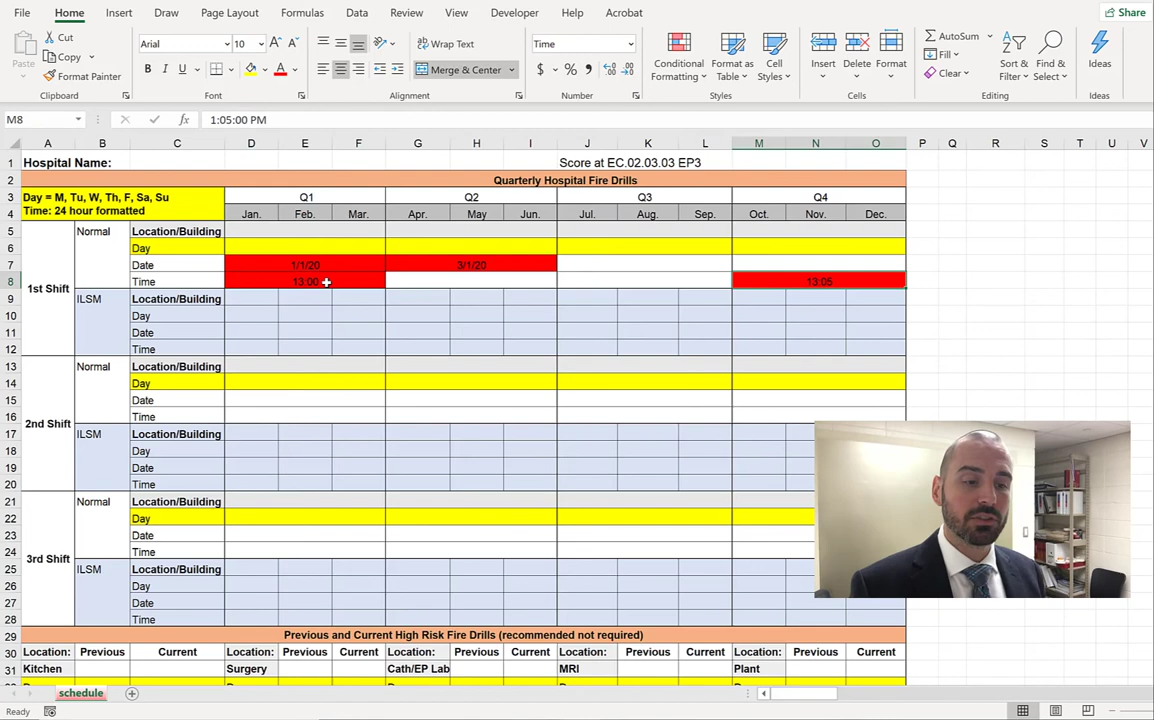 File Home Insert Draw Page Layout Formulas Data Review View Developer Help Acrobat Share
Paste Cut Copy Format Painter Clipboard
Arial 10 A A B I U A Font
ab Wrap Text Merge & Center Alignment
Time $ % , Number
Conditional Formatting Format as Table Cell Styles Styles
Insert Delete Format Cells
AutoSum Fill Clear Sort & Filter Find & Select Editing
Ideas Ideas
M8 fx 1:05:00 PM
A B C D E F G H I J K L M N O P Q R S T U V
1 Hospital Name: Score at EC.02.03.03 EP3
2 Quarterly Hospital Fire Drills
3 Day = M, Tu, W, Th, F, Sa, Su Q1 Q2 Q3 Q4
4 Time: 24 hour formatted Jan. Feb. Mar. Apr. May Jun. Jul. Aug. Sep. Oct. Nov. Dec.
5 Normal Location/Building
6 Day
7 Date 1/1/20 3/1/20
8 1st Shift Time 13:00 13:05
9 ILSM Location/Building
10 Day
11 Date
12 Time
13 Normal Location/Building
14 Day
15 Date
16 2nd Shift Time
17 ILSM Location/Building
18 Day
19 Date
20 Time
21 Normal Location/Building
22 Day
23 Date
24 3rd Shift Time
25 ILSM Location/Building
26 Day
27 Date
28 Time
29 Previous and Current High Risk Fire Drills (recommended not required)
30 Location: Previous Current Location: Previous Current Location: Previous Current Location: Previous Current Location: Previous Current
31 Kitchen Surgery Cath/EP Lab MRI Plant
schedule
Ready